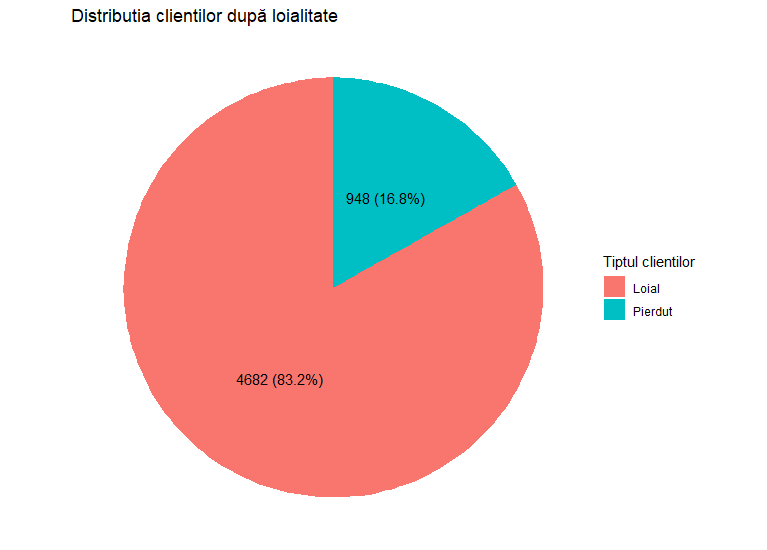 Distributia clientilor după loialitate
948 (16.8%)
4682 (83.2%)
Tiptul clientilor
Loial
Pierdut